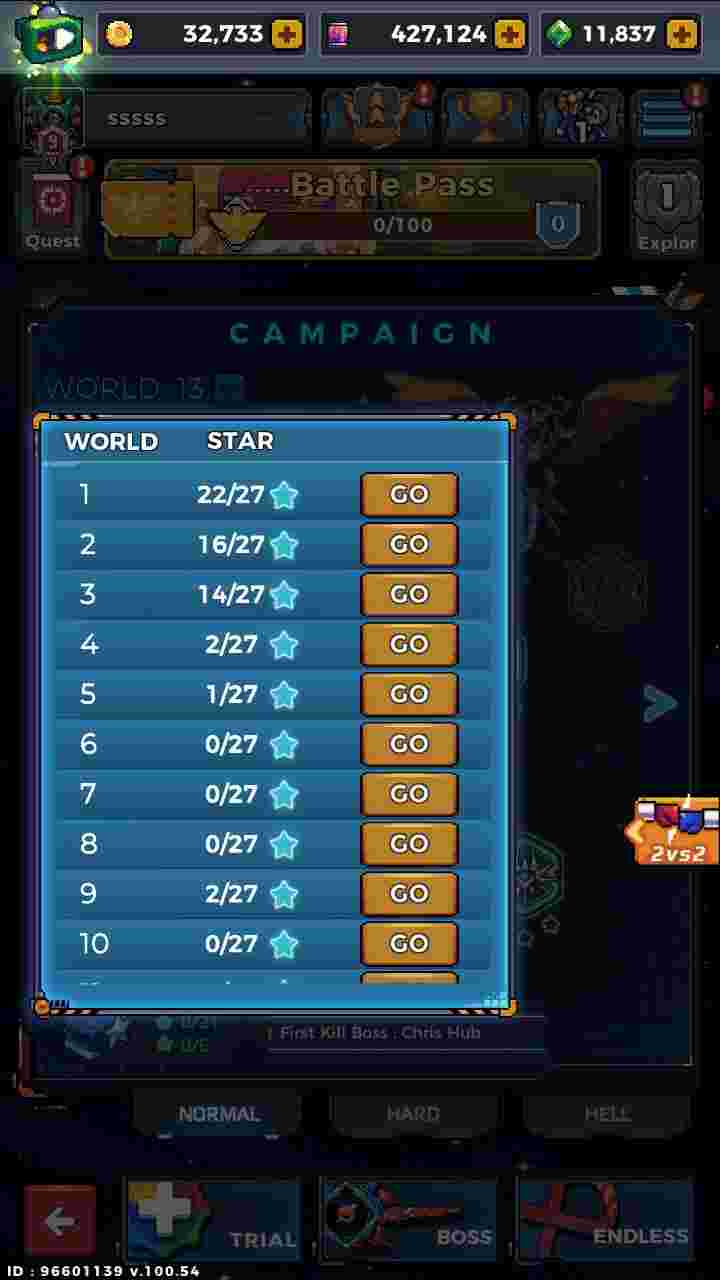 32,733
427,124
11,837
9
sssss
1
.....Battle Pass
0/100
0
Quest
1
Explor
CAMPAIGN
WORLD 13
WORLD STAR
1 22/27 GO
2 16/27 GO
3 14/27 GO
4 2/27 GO
5 1/27 GO
6 0/27 GO
7 0/27 GO
8 0/27 GO
9 2/27 GO
10 0/27 GO
2vs2
First Kill Boss : Chris Hub
NORMAL HARD HELL
TRIAL BOSS ENDLESS
ID : 96601139 v.100.54